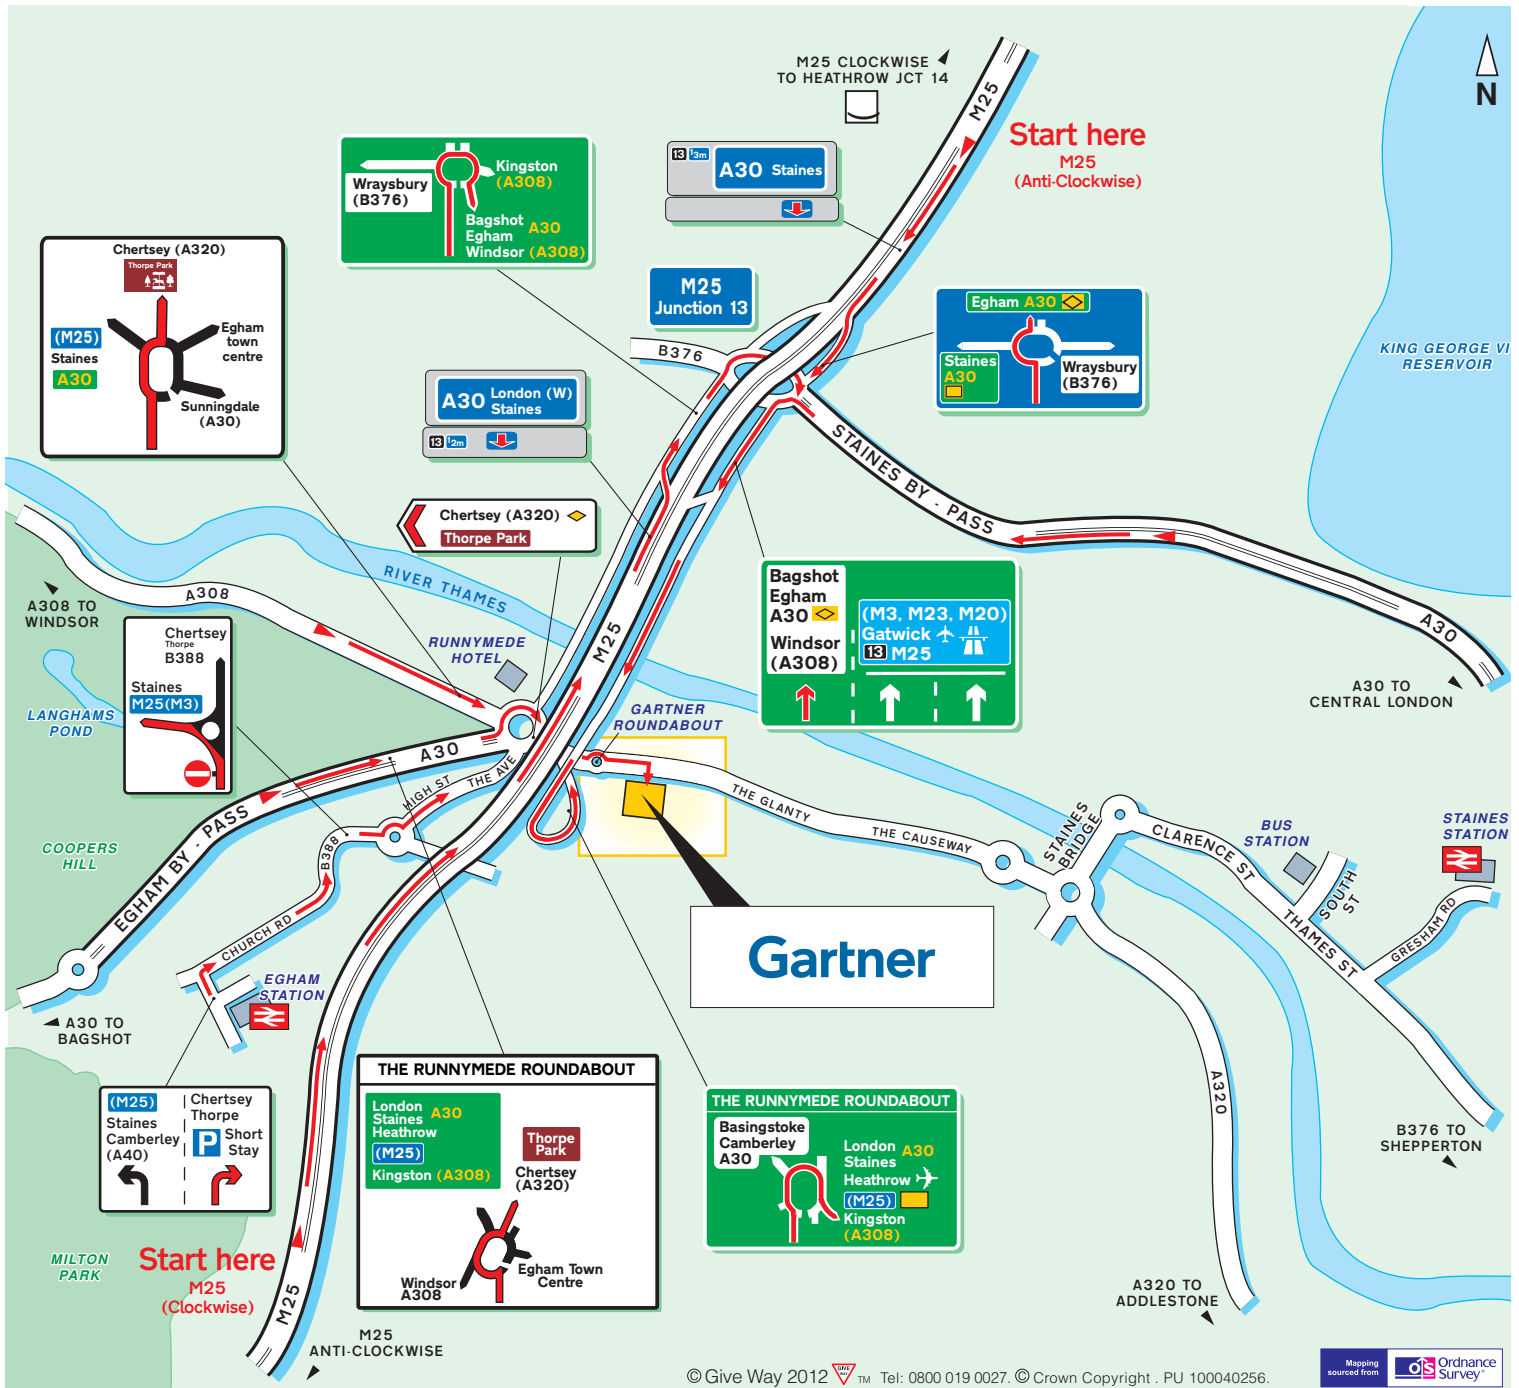 M25 CLOCKWISE
TO HEATHROW JCT 14
N
M25
Start here
M25
(Anti-Clockwise)
13 1/3m
A30 Staines
Kingston
(A308)
Wraysbury
(B376)
Bagshot
Egham
A30
Windsor (A308)
Chertsey (A320)
Thorpe Park
(M25)
Staines
A30
Egham
town
centre
Sunningdale
(A30)
M25
Junction 13
Egham A30
Staines
A30
Wraysbury
(B376)
KING GEORGE VI
RESERVOIR
B376
A30 London (W)
Staines
13 1/2m
STAINES BY - PASS
Chertsey (A320)
Thorpe Park
RIVER THAMES
A308
A308 TO
WINDSOR
Bagshot
Egham
A30
Windsor
(A308)
(M3, M23, M20)
Gatwick
13 M25
A30
A30 TO
CENTRAL LONDON
M25
RUNNYMEDE
HOTEL
Chertsey
Thorpe
B388
Staines
M25(M3)
LANGHAMS
POND
GARTNER
ROUNDABOUT
A30
HIGH ST
THE AVE
THE GLANTY
THE CAUSEWAY
STAINES
BRIDGE
CLARENCE ST
BUS
STATION
STAINES
STATION
COOPERS
HILL
EGHAM BY - PASS
B388
CHURCH RD
SOUTH
ST
THAMES ST
GRESHAM RD
Gartner
EGHAM
STATION
A30 TO
BAGSHOT
(M25)
Staines
Camberley
(A40)
Chertsey
Thorpe
P Short
Stay
THE RUNNYMEDE ROUNDABOUT
London
Staines
A30
Heathrow
(M25)
Kingston (A308)
Thorpe
Park
Chertsey
(A320)
Windsor
A308
Egham Town
Centre
THE RUNNYMEDE ROUNDABOUT
Basingstoke
Camberley
A30
London
Staines
A30
Heathrow
(M25)
Kingston
(A308)
A320
B376 TO
SHEPPERTON
MILTON
PARK
Start here
M25
(Clockwise)
M25
M25
ANTI-CLOCKWISE
A320 TO
ADDLESTONE
© Give Way 2012 GIVE WAY TM Tel: 0800 019 0027. © Crown Copyright . PU 100040256.
Mapping
sourced from
OS Ordnance
Survey®